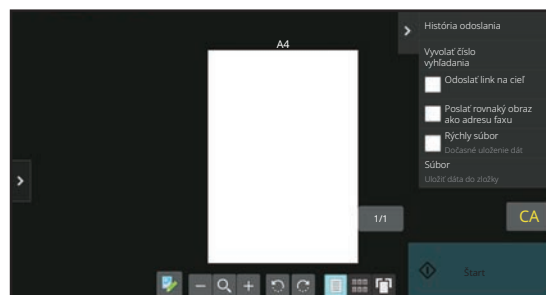 A4
História odoslania
Vyvolať číslo
vyhľadania
Odoslať link na cieľ
Poslať rovnaký obraz
ako adresu faxu
Rýchly súbor
Dočasné uloženie dát
Súbor
Uložiť dáta do zložky
1/1
CA
Štart